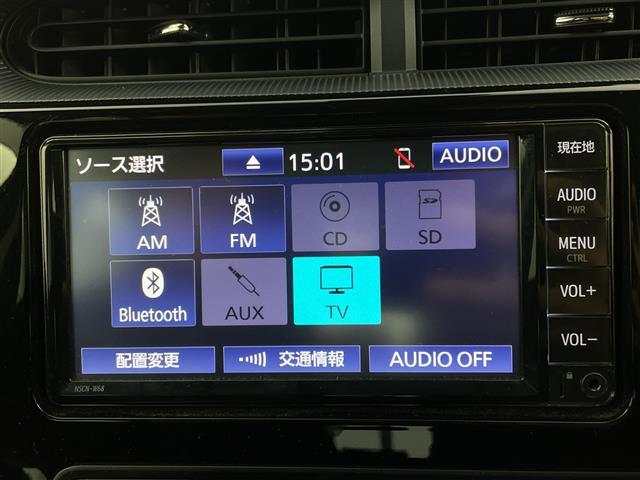 ソース選択 15:01 AUDIO
AM FM CD SD
Bluetooth AUX TV
配置変更 交通情報 AUDIO OFF
NSCN-W68
現在地
AUDIO
PWR
MENU
CTRL
VOL+
VOL−